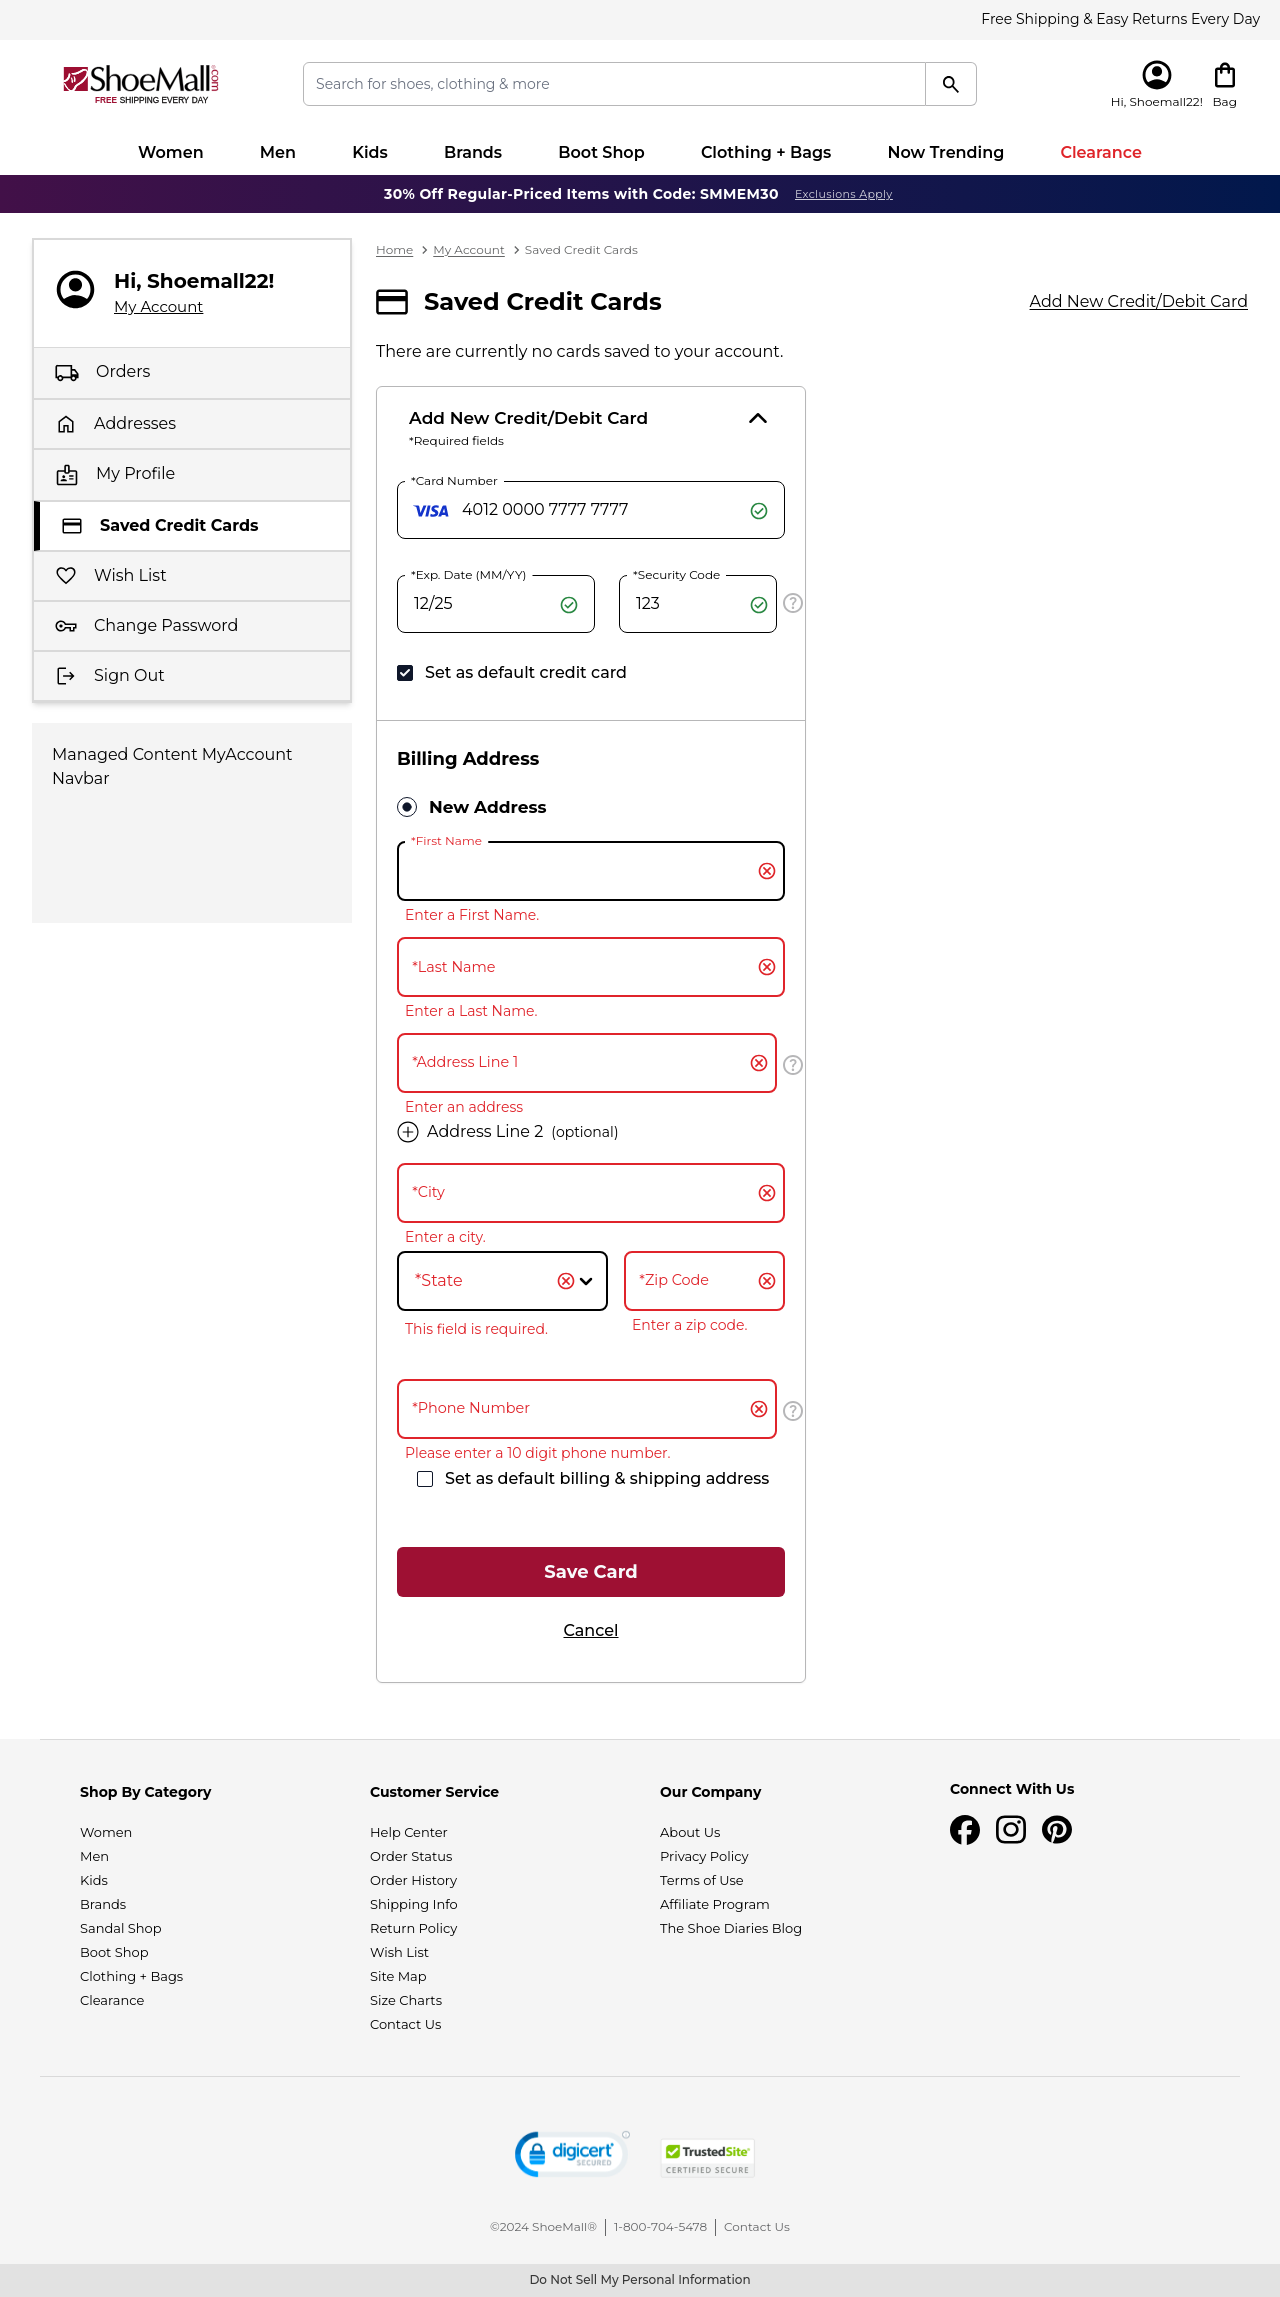 Free Shipping & Easy Returns Every Day
ShoeMall.com
FREE SHIPPING EVERY DAY
Search for shoes, clothing & more
Hi, Shoemall22!
Bag
Women
Men
Kids
Brands
Boot Shop
Clothing + Bags
Now Trending
Clearance
30% Off Regular-Priced Items with Code: SMMEM30
Exclusions Apply
Hi, Shoemall22!
My Account
Orders
Addresses
My Profile
Saved Credit Cards
Wish List
Change Password
Sign Out
Managed Content MyAccount
Navbar
Home
My Account
Saved Credit Cards
Saved Credit Cards
Add New Credit/Debit Card
There are currently no cards saved to your account.
Add New Credit/Debit Card
*Required fields
*Card Number
VISA
4012 0000 7777 7777
*Exp. Date (MM/YY)
12/25
*Security Code
123
Set as default credit card
Billing Address
New Address
*First Name
Enter a First Name.
*Last Name
Enter a Last Name.
*Address Line 1
Enter an address
Address Line 2 (optional)
*City
Enter a city.
*State
This field is required.
*Zip Code
Enter a zip code.
*Phone Number
Please enter a 10 digit phone number.
Set as default billing & shipping address
Save Card
Cancel
Shop By Category
Women
Men
Kids
Brands
Sandal Shop
Boot Shop
Clothing + Bags
Clearance
Customer Service
Help Center
Order Status
Order History
Shipping Info
Return Policy
Wish List
Site Map
Size Charts
Contact Us
Our Company
About Us
Privacy Policy
Terms of Use
Affiliate Program
The Shoe Diaries Blog
Connect With Us
digicert
SECURED
TrustedSite
CERTIFIED SECURE
©2024 ShoeMall®
1-800-704-5478
Contact Us
Do Not Sell My Personal Information